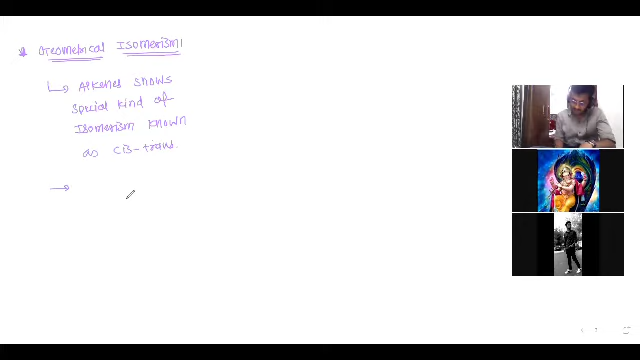 * Geometrical Isomerism
↳ Alkenes shows
special kind of
Isomerism known
as cis-trans.
→